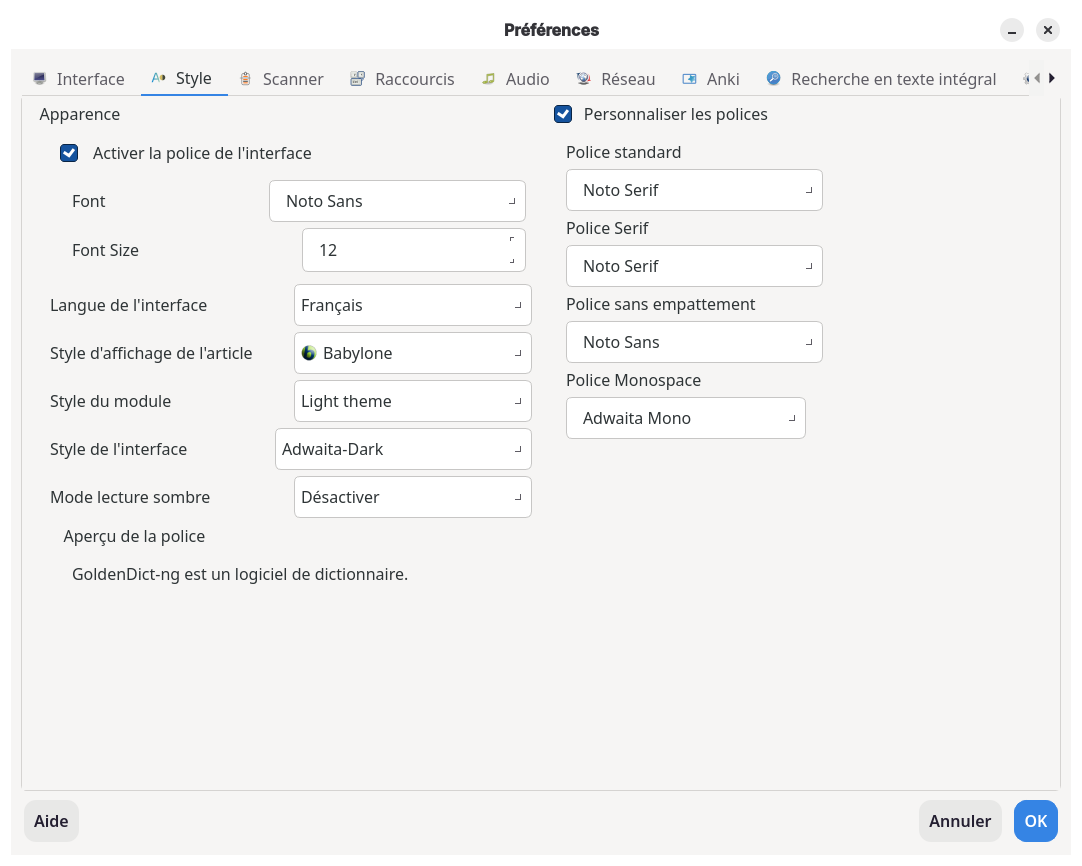 Préférences
Interface
Style
Scanner
Raccourcis
Audio
Réseau
Anki
Recherche en texte intégral
Apparence
Activer la police de l'interface
Font
Noto Sans
Font Size
12
Langue de l'interface
Français
Style d'affichage de l'article
Babylone
Style du module
Light theme
Style de l'interface
Adwaita-Dark
Mode lecture sombre
Désactiver
Aperçu de la police
GoldenDict-ng est un logiciel de dictionnaire.
Personnaliser les polices
Police standard
Noto Serif
Police Serif
Noto Serif
Police sans empattement
Noto Sans
Police Monospace
Adwaita Mono
Aide
Annuler
OK